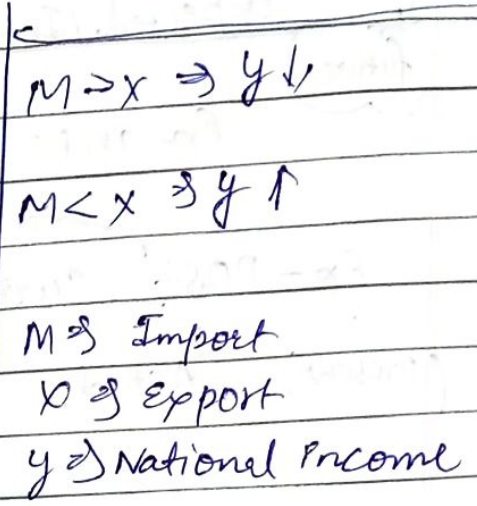 M > X ⇒ y ↓,
M < X ⇒ y ↑
M ⇒ Import
X ⇒ Export
y ⇒ National Income